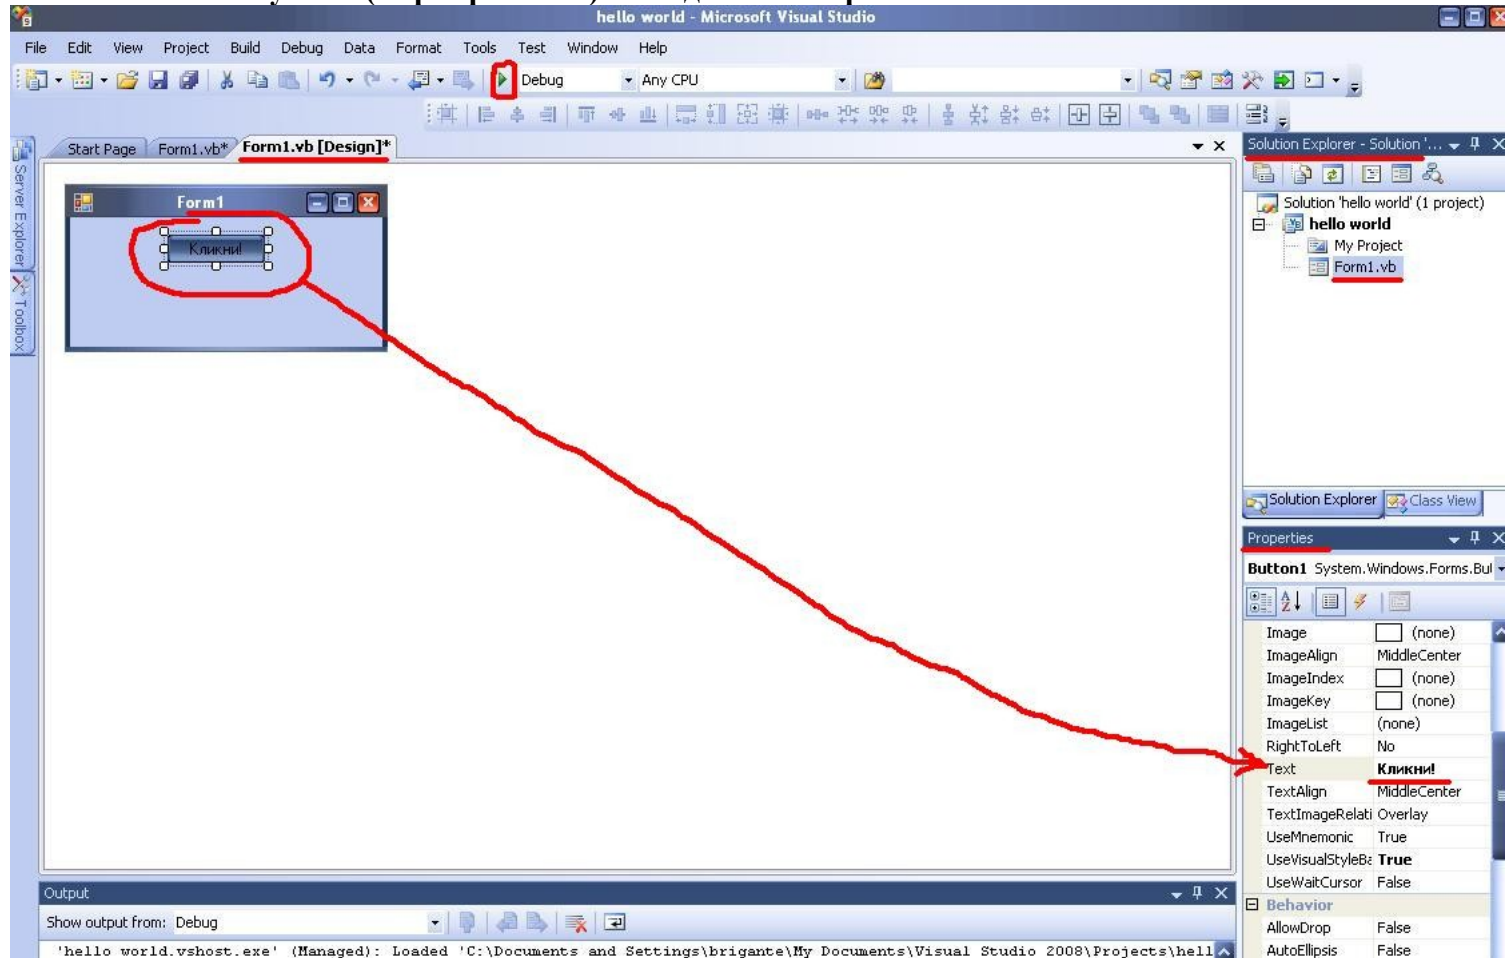 hello world - Microsoft Visual Studio
File Edit View Project Build Debug Data Format Tools Test Window Help
Debug Any CPU
Start Page Form1.vb* Form1.vb [Design]*
Server Explorer
Toolbox
Form1
Кликни!
Solution Explorer - Solution '...
Solution 'hello world' (1 project)
hello world
My Project
Form1.vb
Solution Explorer Class View
Properties
Button1 System.Windows.Forms.But
Image (none)
ImageAlign MiddleCenter
ImageIndex (none)
ImageKey (none)
ImageList (none)
RightToLeft No
Text Кликни!
TextAlign MiddleCenter
TextImageRelati Overlay
UseMnemonic True
UseVisualStyleBa True
UseWaitCursor False
Behavior
AllowDrop False
AutoEllipsis False
Output
Show output from: Debug
'hello world.vshost.exe' (Managed): Loaded 'C:\Documents and Settings\brigante\My Documents\Visual Studio 2008\Projects\hell